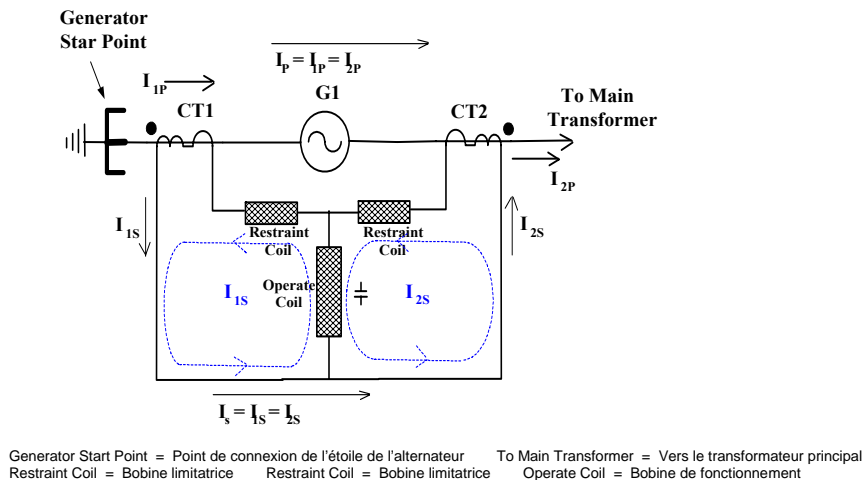 Generator
Star Point
I1P
IP = I1P = I2P
G1
CT1
CT2
To Main
Transformer
I2P
I1S
I2S
Restraint
Coil
Restraint
Coil
Operate
Coil
I1S
I2S
Is = I1S = I2S
Generator Start Point = Point de connexion de l'étoile de l'alternateur To Main Transformer = Vers le transformateur principal
Restraint Coil = Bobine limitatrice Restraint Coil = Bobine limitatrice Operate Coil = Bobine de fonctionnement